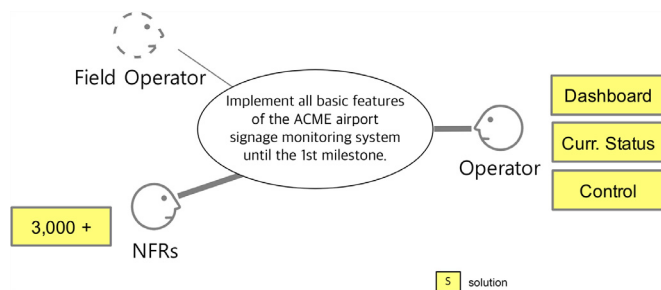 Field Operator
Implement all basic features
of the ACME airport
signage monitoring system
until the 1st milestone.
Dashboard
Curr. Status
Operator
Control
3,000 +
NFRs
S solution